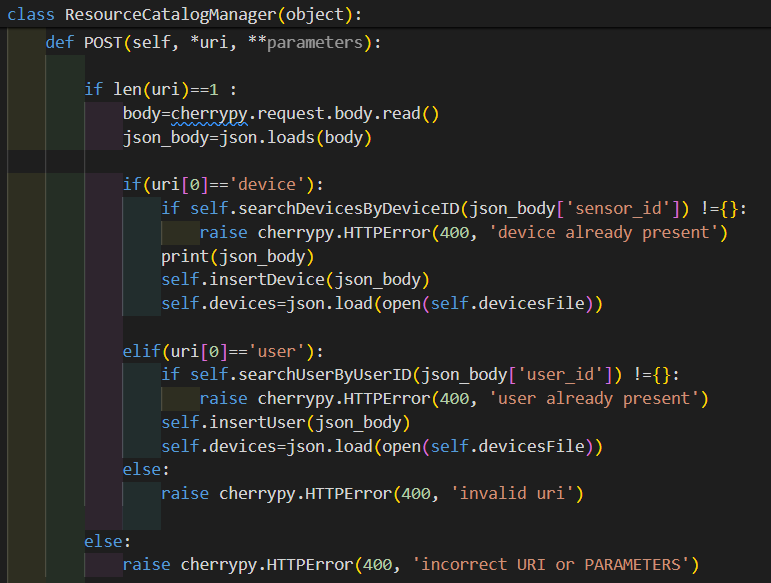 class ResourceCatalogManager(object):
    def POST(self, *uri, **parameters):
        if len(uri)==1 :
            body=cherrypy.request.body.read()
            json_body=json.loads(body)
            if(uri[0]=='device'):
                if self.searchDevicesByDeviceID(json_body['sensor_id']) !={}:
                    raise cherrypy.HTTPError(400, 'device already present')
                print(json_body)
                self.insertDevice(json_body)
                self.devices=json.load(open(self.devicesFile))
            elif(uri[0]=='user'):
                if self.searchUserByUserID(json_body['user_id']) !={}:
                    raise cherrypy.HTTPError(400, 'user already present')
                self.insertUser(json_body)
                self.devices=json.load(open(self.devicesFile))
            else:
                raise cherrypy.HTTPError(400, 'invalid uri')
        else:
            raise cherrypy.HTTPError(400, 'incorrect URI or PARAMETERS')